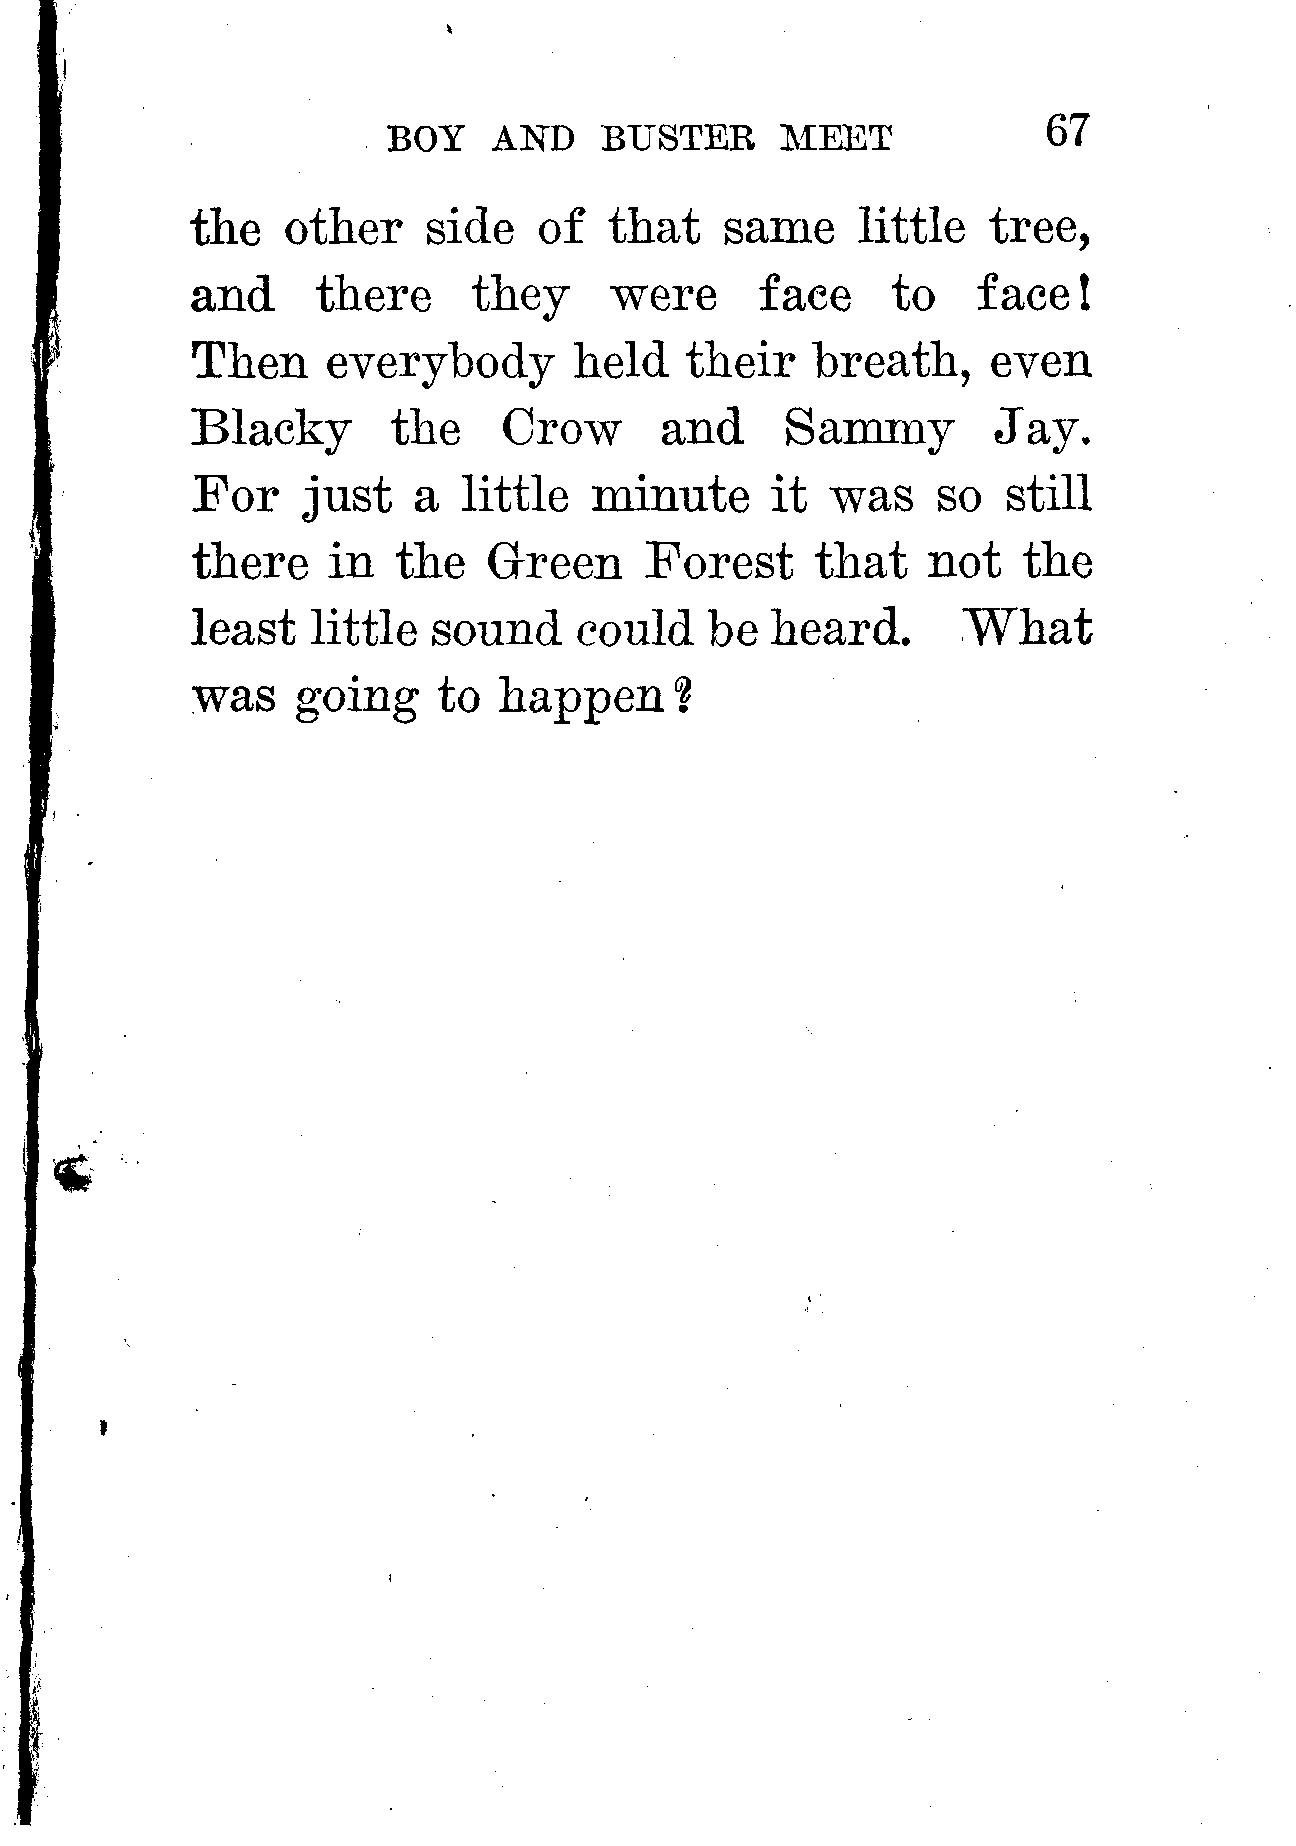 BOY AND BUSTER MEET 67
the other side of that same little tree,
and there they were face to face!
Then everybody held their breath, even
Blacky the Crow and Sammy Jay.
For just a little minute it was so still
there in the Green Forest that not the
least little sound could be heard. What
was going to happen?